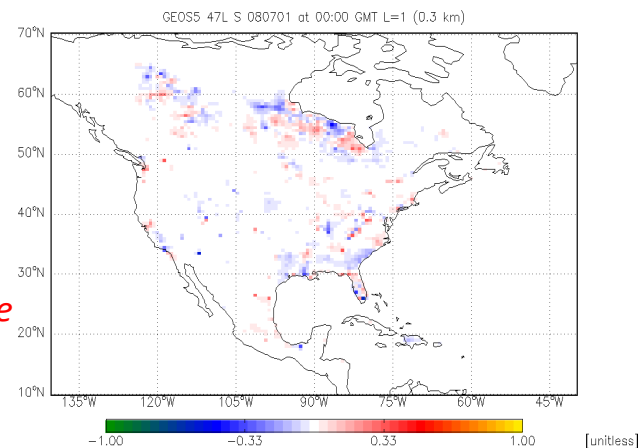 GEOS5 47L S 080701 at 00:00 GMT L=1 (0.3 km)
70°N
60°N
50°N
40°N
30°N
e
20°N
10°N
135°W 120°W 105°W 90°W 75°W 60°W 45°W
−1.00 −0.33 0.33 1.00 [unitless]